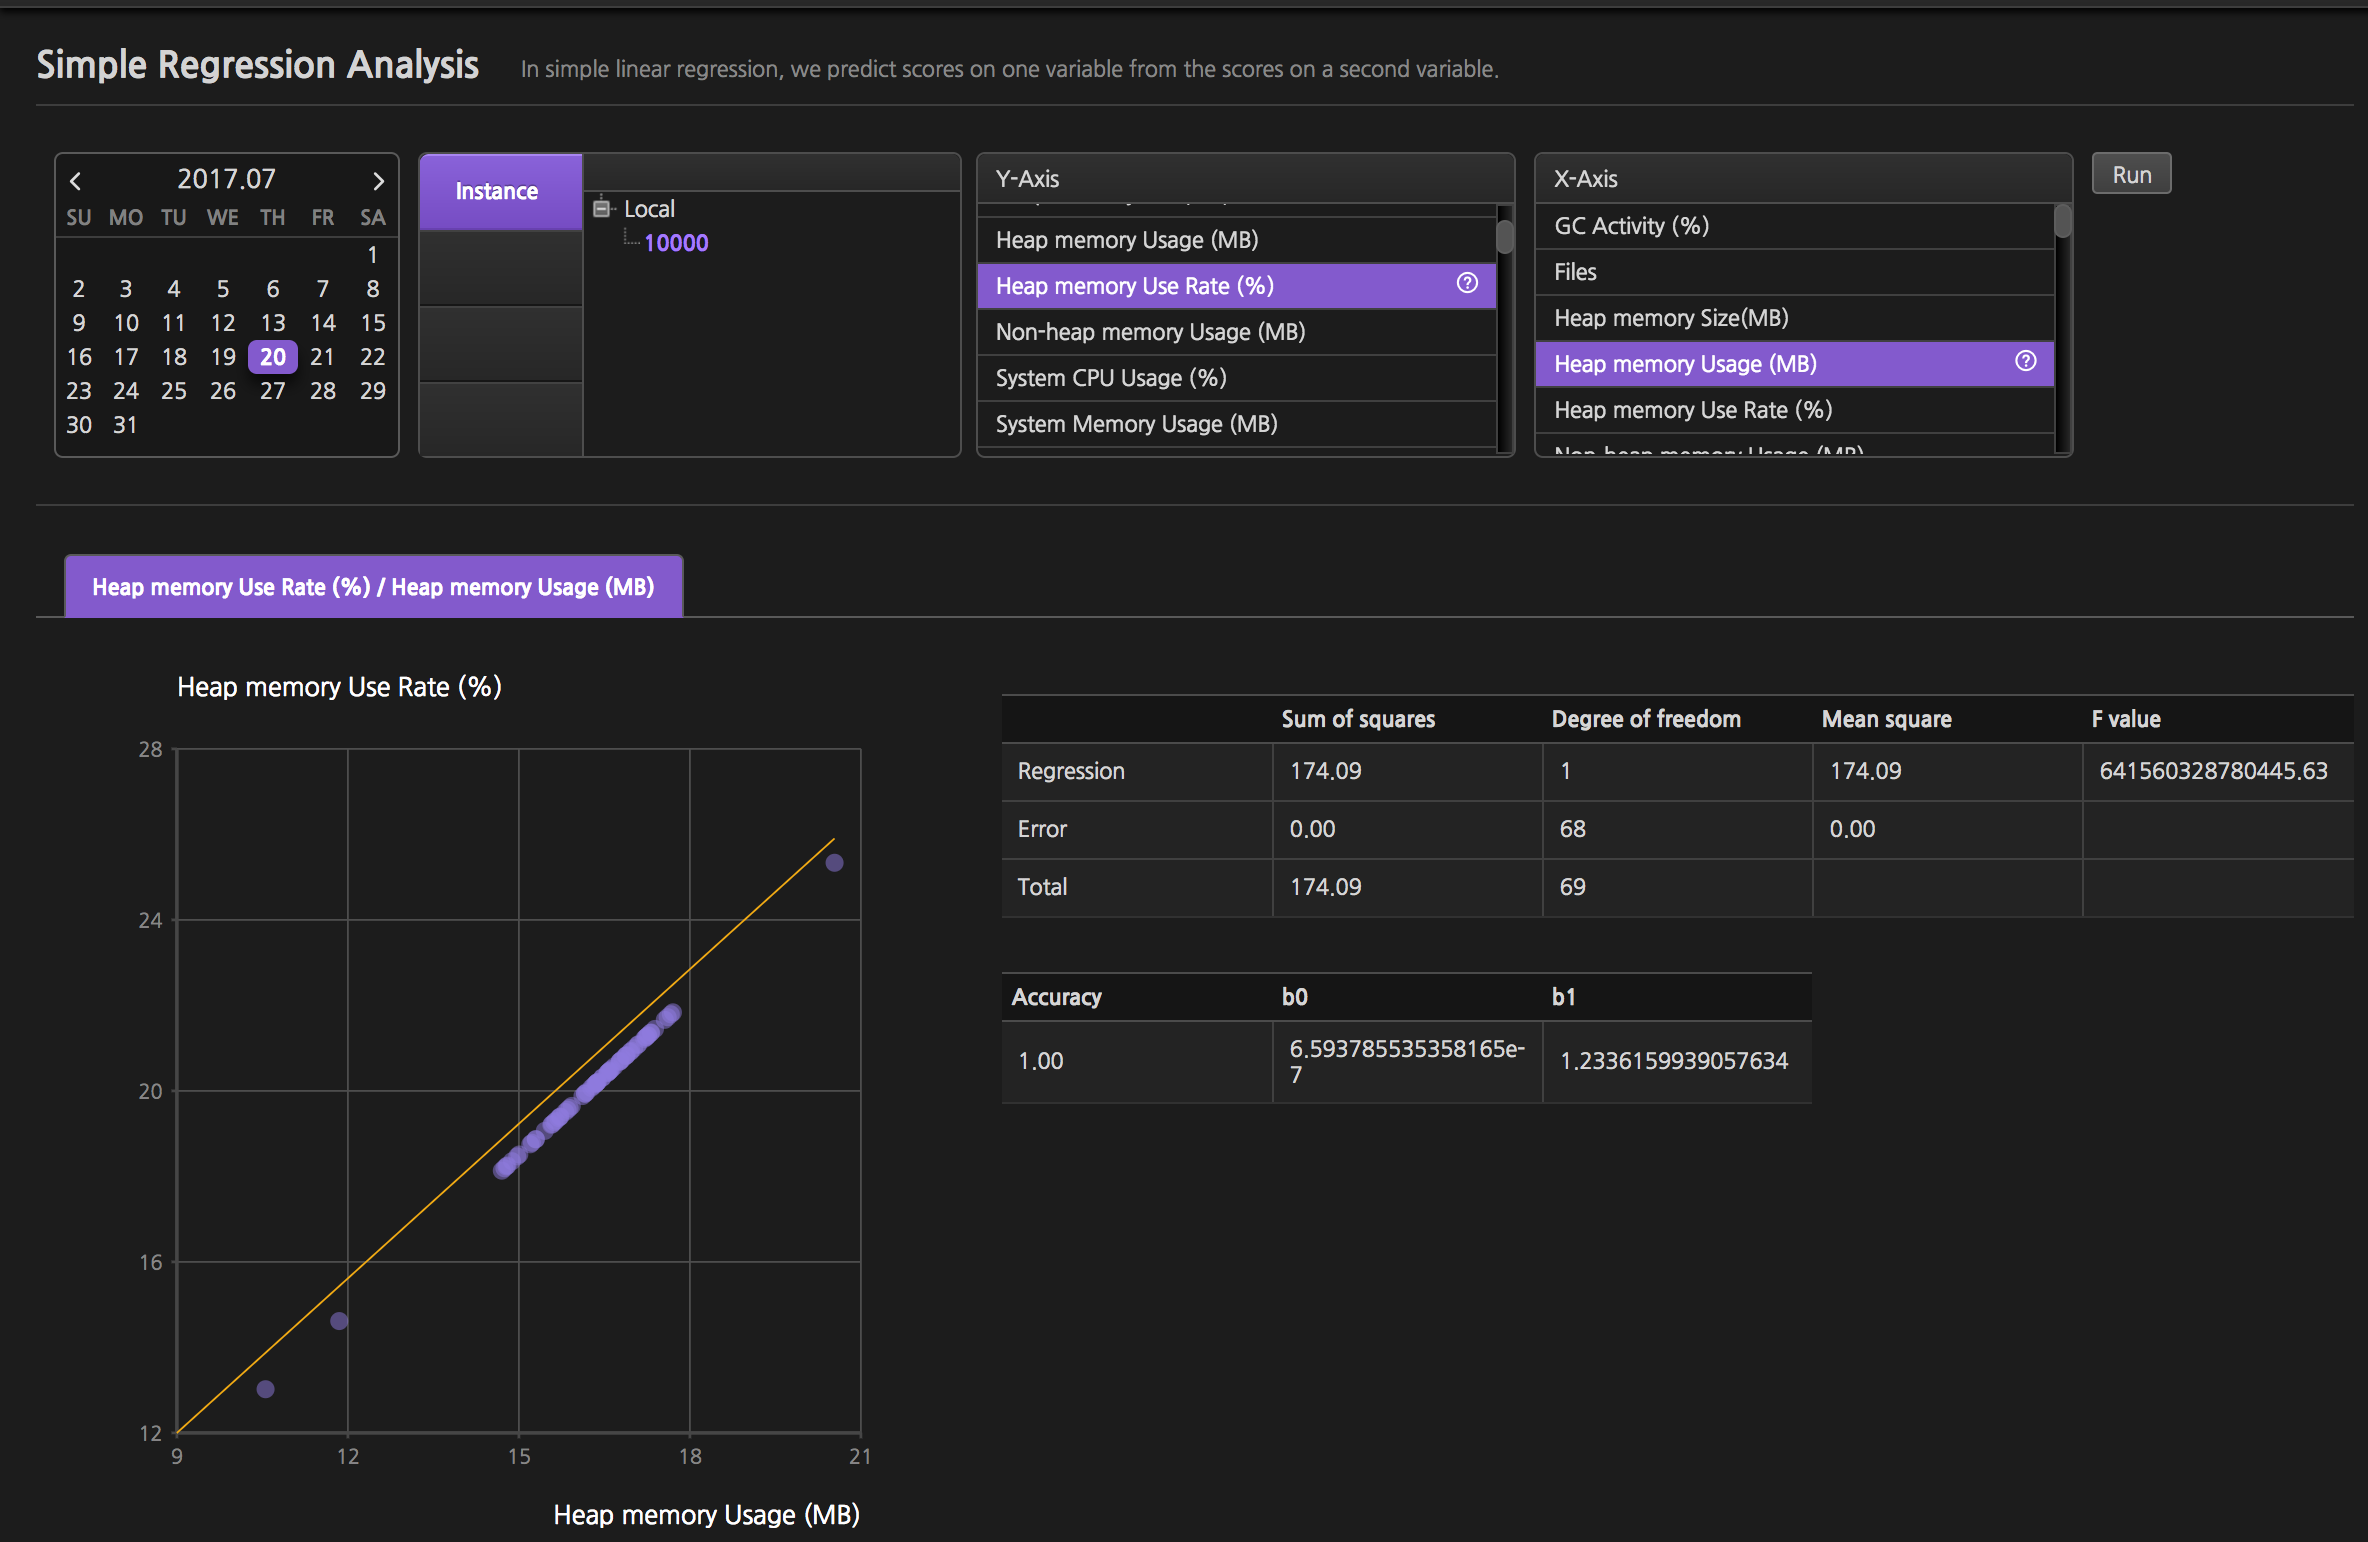 Simple Regression Analysis
In simple linear regression, we predict scores on one variable from the scores on a second variable.
2017.07
SU MO TU WE TH FR SA
1
2 3 4 5 6 7 8
9 10 11 12 13 14 15
16 17 18 19 20 21 22
23 24 25 26 27 28 29
30 31
Instance
Local
10000
Y-Axis
Heap memory Usage (MB)
Heap memory Use Rate (%)
Non-heap memory Usage (MB)
System CPU Usage (%)
System Memory Usage (MB)
X-Axis
GC Activity (%)
Files
Heap memory Size(MB)
Heap memory Usage (MB)
Heap memory Use Rate (%)
Non-heap memory Usage (MB)
Run
Heap memory Use Rate (%) / Heap memory Usage (MB)
Heap memory Use Rate (%)
28
24
20
16
12
9 12 15 18 21
Heap memory Usage (MB)
Sum of squares Degree of freedom Mean square F value
Regression 174.09 1 174.09 641560328780445.63
Error 0.00 68 0.00
Total 174.09 69
Accuracy b0 b1
1.00 6.593785535358165e-
7 1.2336159939057634